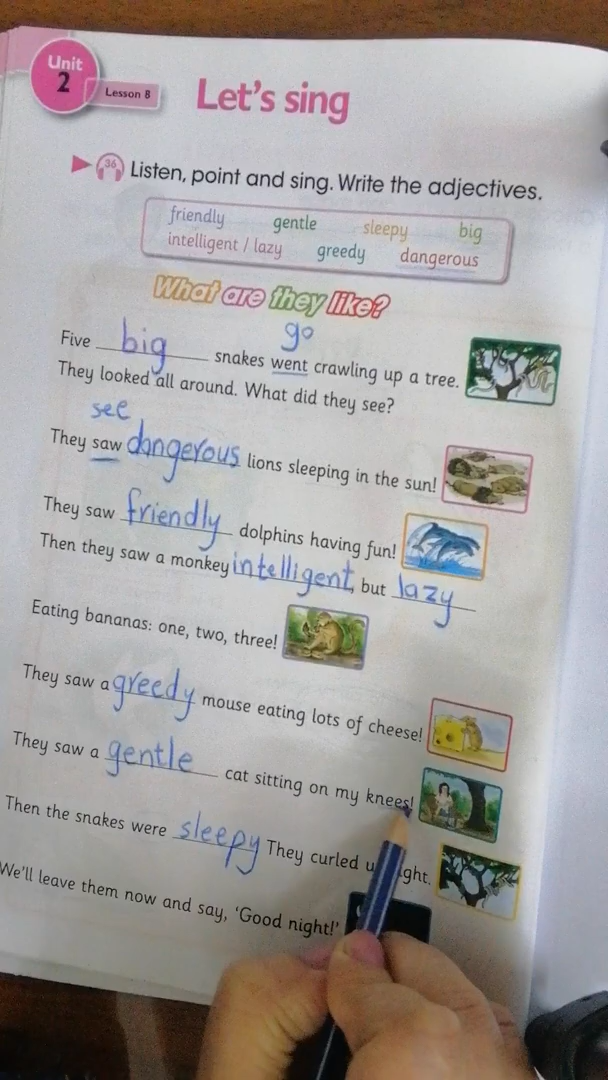 Unit
2
Lesson 8
Let's sing
36
Listen, point and sing. Write the adjectives.
friendly gentle sleepy big
intelligent / lazy greedy dangerous
What are they like?
go
Five big snakes went crawling up a tree.
They looked all around. What did they see?
see
They saw dangerous lions sleeping in the sun!
They saw friendly dolphins having fun!
Then they saw a monkey intelligent, but lazy
Eating bananas: one, two, three!
They saw a greedy mouse eating lots of cheese!
They saw a gentle cat sitting on my knees!
Then the snakes were sleepy They curled
We'll leave them now and say, 'Good night!'